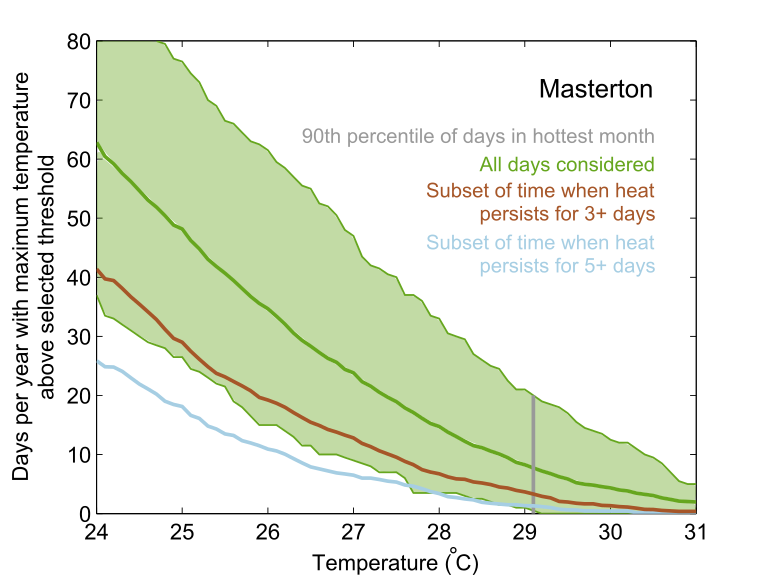 80
70
60
50
40
30
20
10
0
Days per year with maximum temperature
above selected threshold
Masterton
90th percentile of days in hottest month
All days considered
Subset of time when heat
persists for 3+ days
Subset of time when heat
persists for 5+ days
24 25 26 27 28 29 30 31
Temperature (°C)